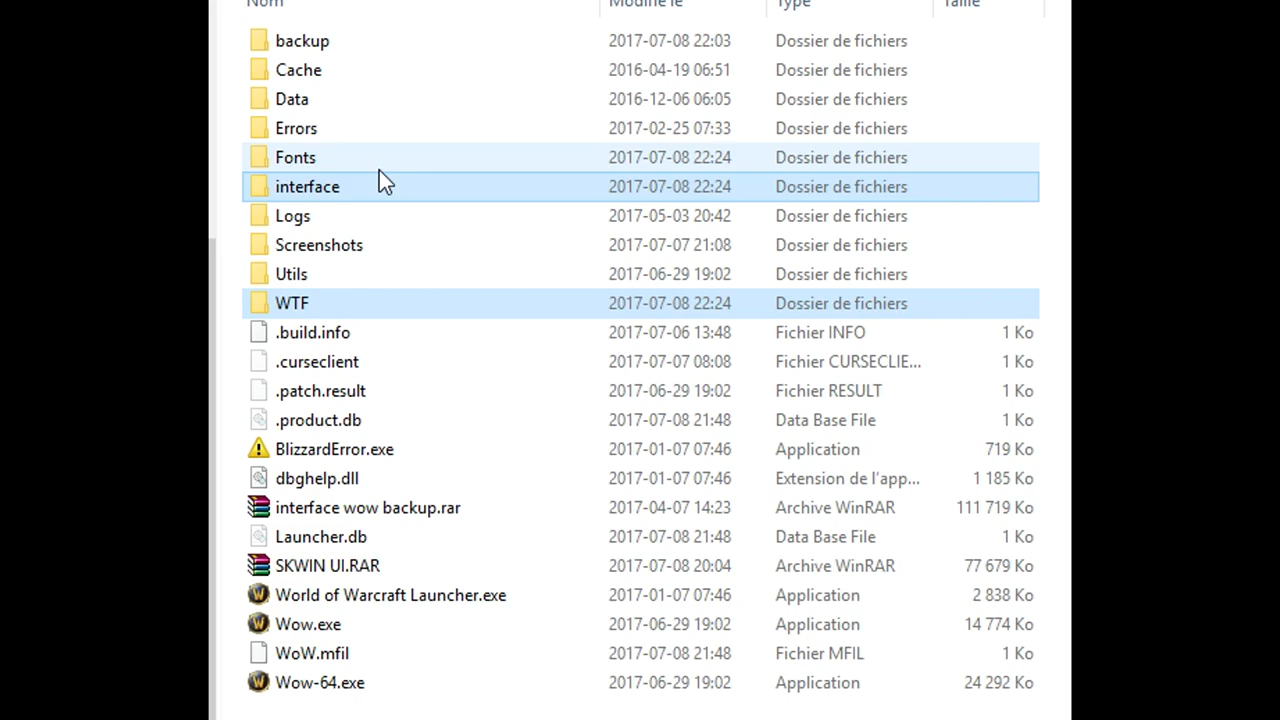 Nom Modifié le Type Taille
backup 2017-07-08 22:03 Dossier de fichiers
Cache 2016-04-19 06:51 Dossier de fichiers
Data 2016-12-06 06:05 Dossier de fichiers
Errors 2017-02-25 07:33 Dossier de fichiers
Fonts 2017-07-08 22:24 Dossier de fichiers
interface 2017-07-08 22:24 Dossier de fichiers
Logs 2017-05-03 20:42 Dossier de fichiers
Screenshots 2017-07-07 21:08 Dossier de fichiers
Utils 2017-06-29 19:02 Dossier de fichiers
WTF 2017-07-08 22:24 Dossier de fichiers
.build.info 2017-07-06 13:48 Fichier INFO 1 Ko
.curseclient 2017-07-07 08:08 Fichier CURSECLIE... 1 Ko
.patch.result 2017-06-29 19:02 Fichier RESULT 1 Ko
.product.db 2017-07-08 21:48 Data Base File 1 Ko
BlizzardError.exe 2017-01-07 07:46 Application 719 Ko
dbghelp.dll 2017-01-07 07:46 Extension de l'app... 1 185 Ko
interface wow backup.rar 2017-04-07 14:23 Archive WinRAR 111 719 Ko
Launcher.db 2017-07-08 21:48 Data Base File 1 Ko
SKWIN UI.RAR 2017-07-08 20:04 Archive WinRAR 77 679 Ko
World of Warcraft Launcher.exe 2017-01-07 07:46 Application 2 838 Ko
Wow.exe 2017-06-29 19:02 Application 14 774 Ko
WoW.mfil 2017-07-08 21:48 Fichier MFIL 1 Ko
Wow-64.exe 2017-06-29 19:02 Application 24 292 Ko